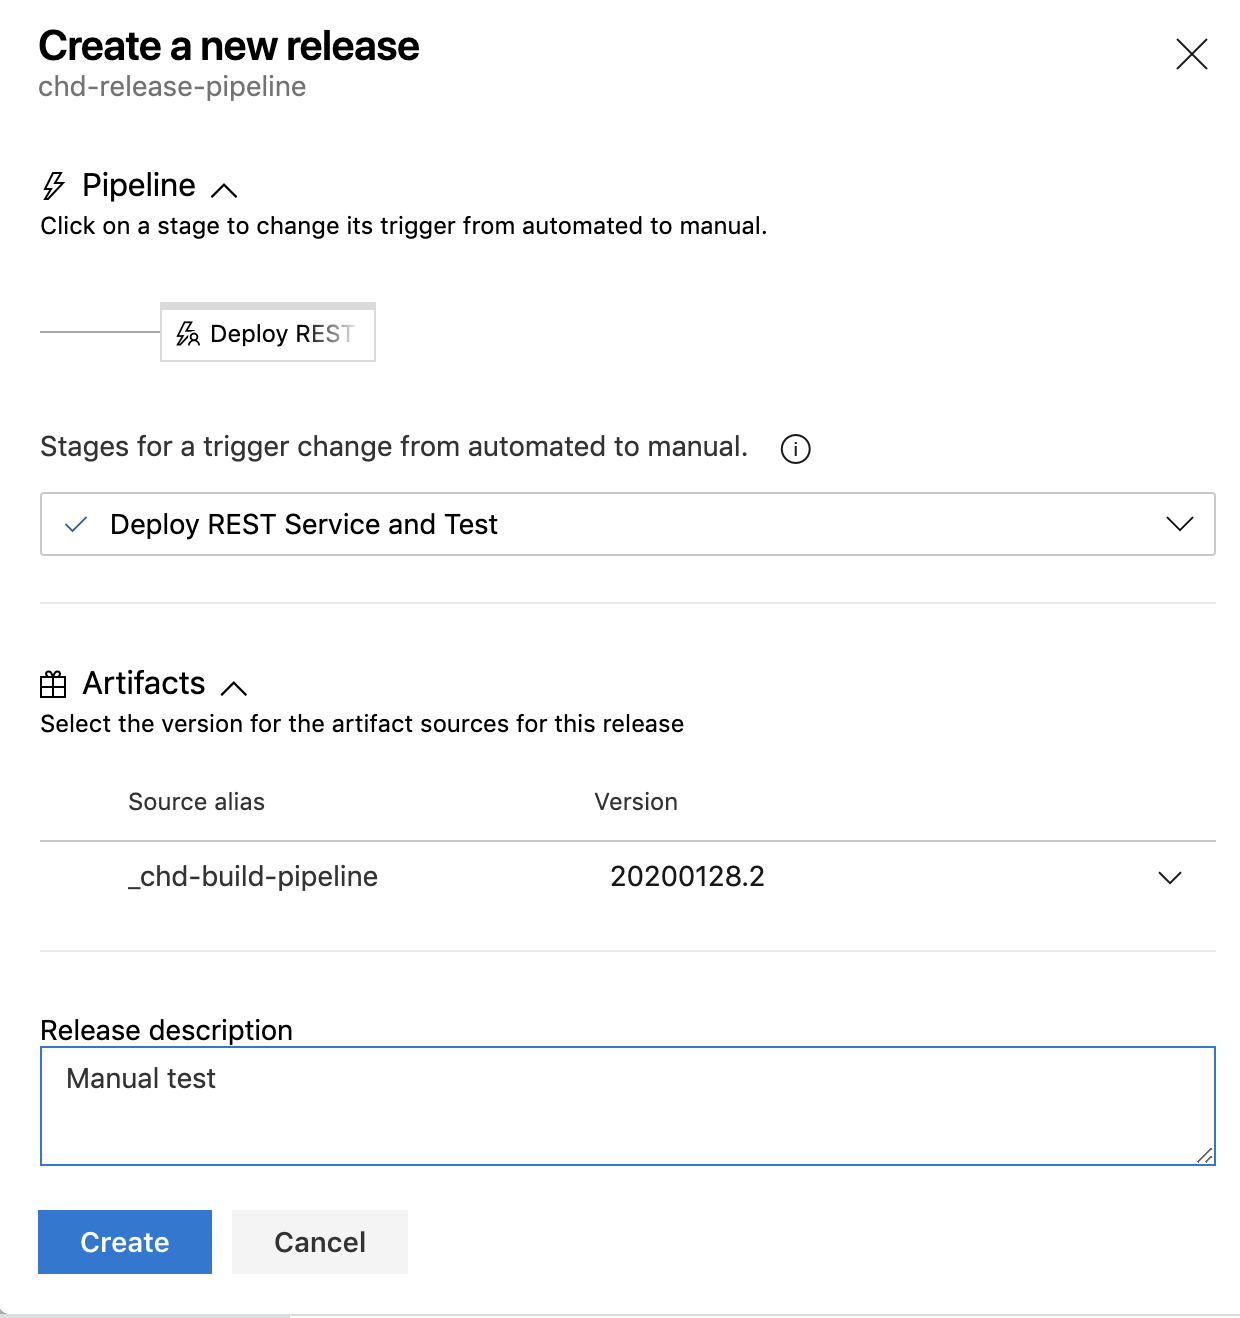 Create a new release
chd-release-pipeline
Pipeline
Click on a stage to change its trigger from automated to manual.
Deploy REST
Stages for a trigger change from automated to manual.
Deploy REST Service and Test
Artifacts
Select the version for the artifact sources for this release
Source alias Version
_chd-build-pipeline 20200128.2
Release description
Manual test
Create Cancel